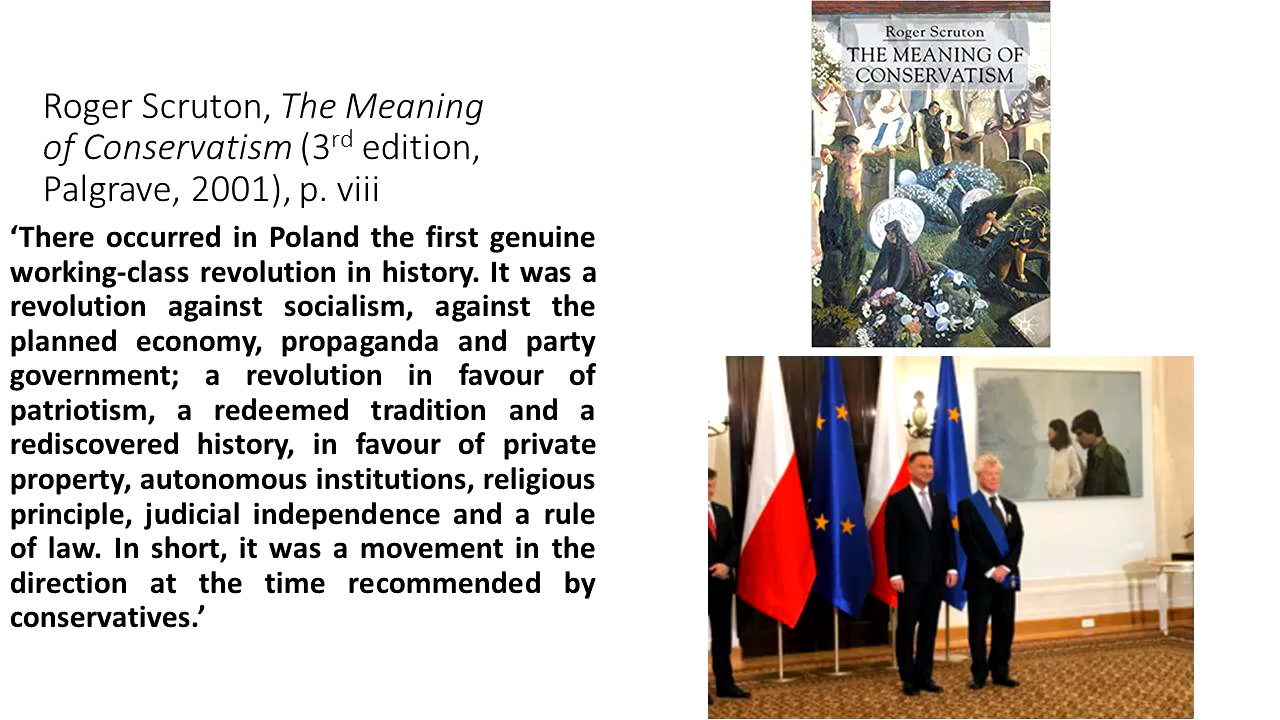 Roger Scruton, The Meaning
of Conservatism (3rd edition,
Palgrave, 2001), p. viii
‘There occurred in Poland the first genuine
working-class revolution in history. It was a
revolution against socialism, against the
planned economy, propaganda and party
government; a revolution in favour of
patriotism, a redeemed tradition and a
rediscovered history, in favour of private
property, autonomous institutions, religious
principle, judicial independence and a rule
of law. In short, it was a movement in the
direction at the time recommended by
conservatives.’
Roger Scruton
THE MEANING OF
CONSERVATISM